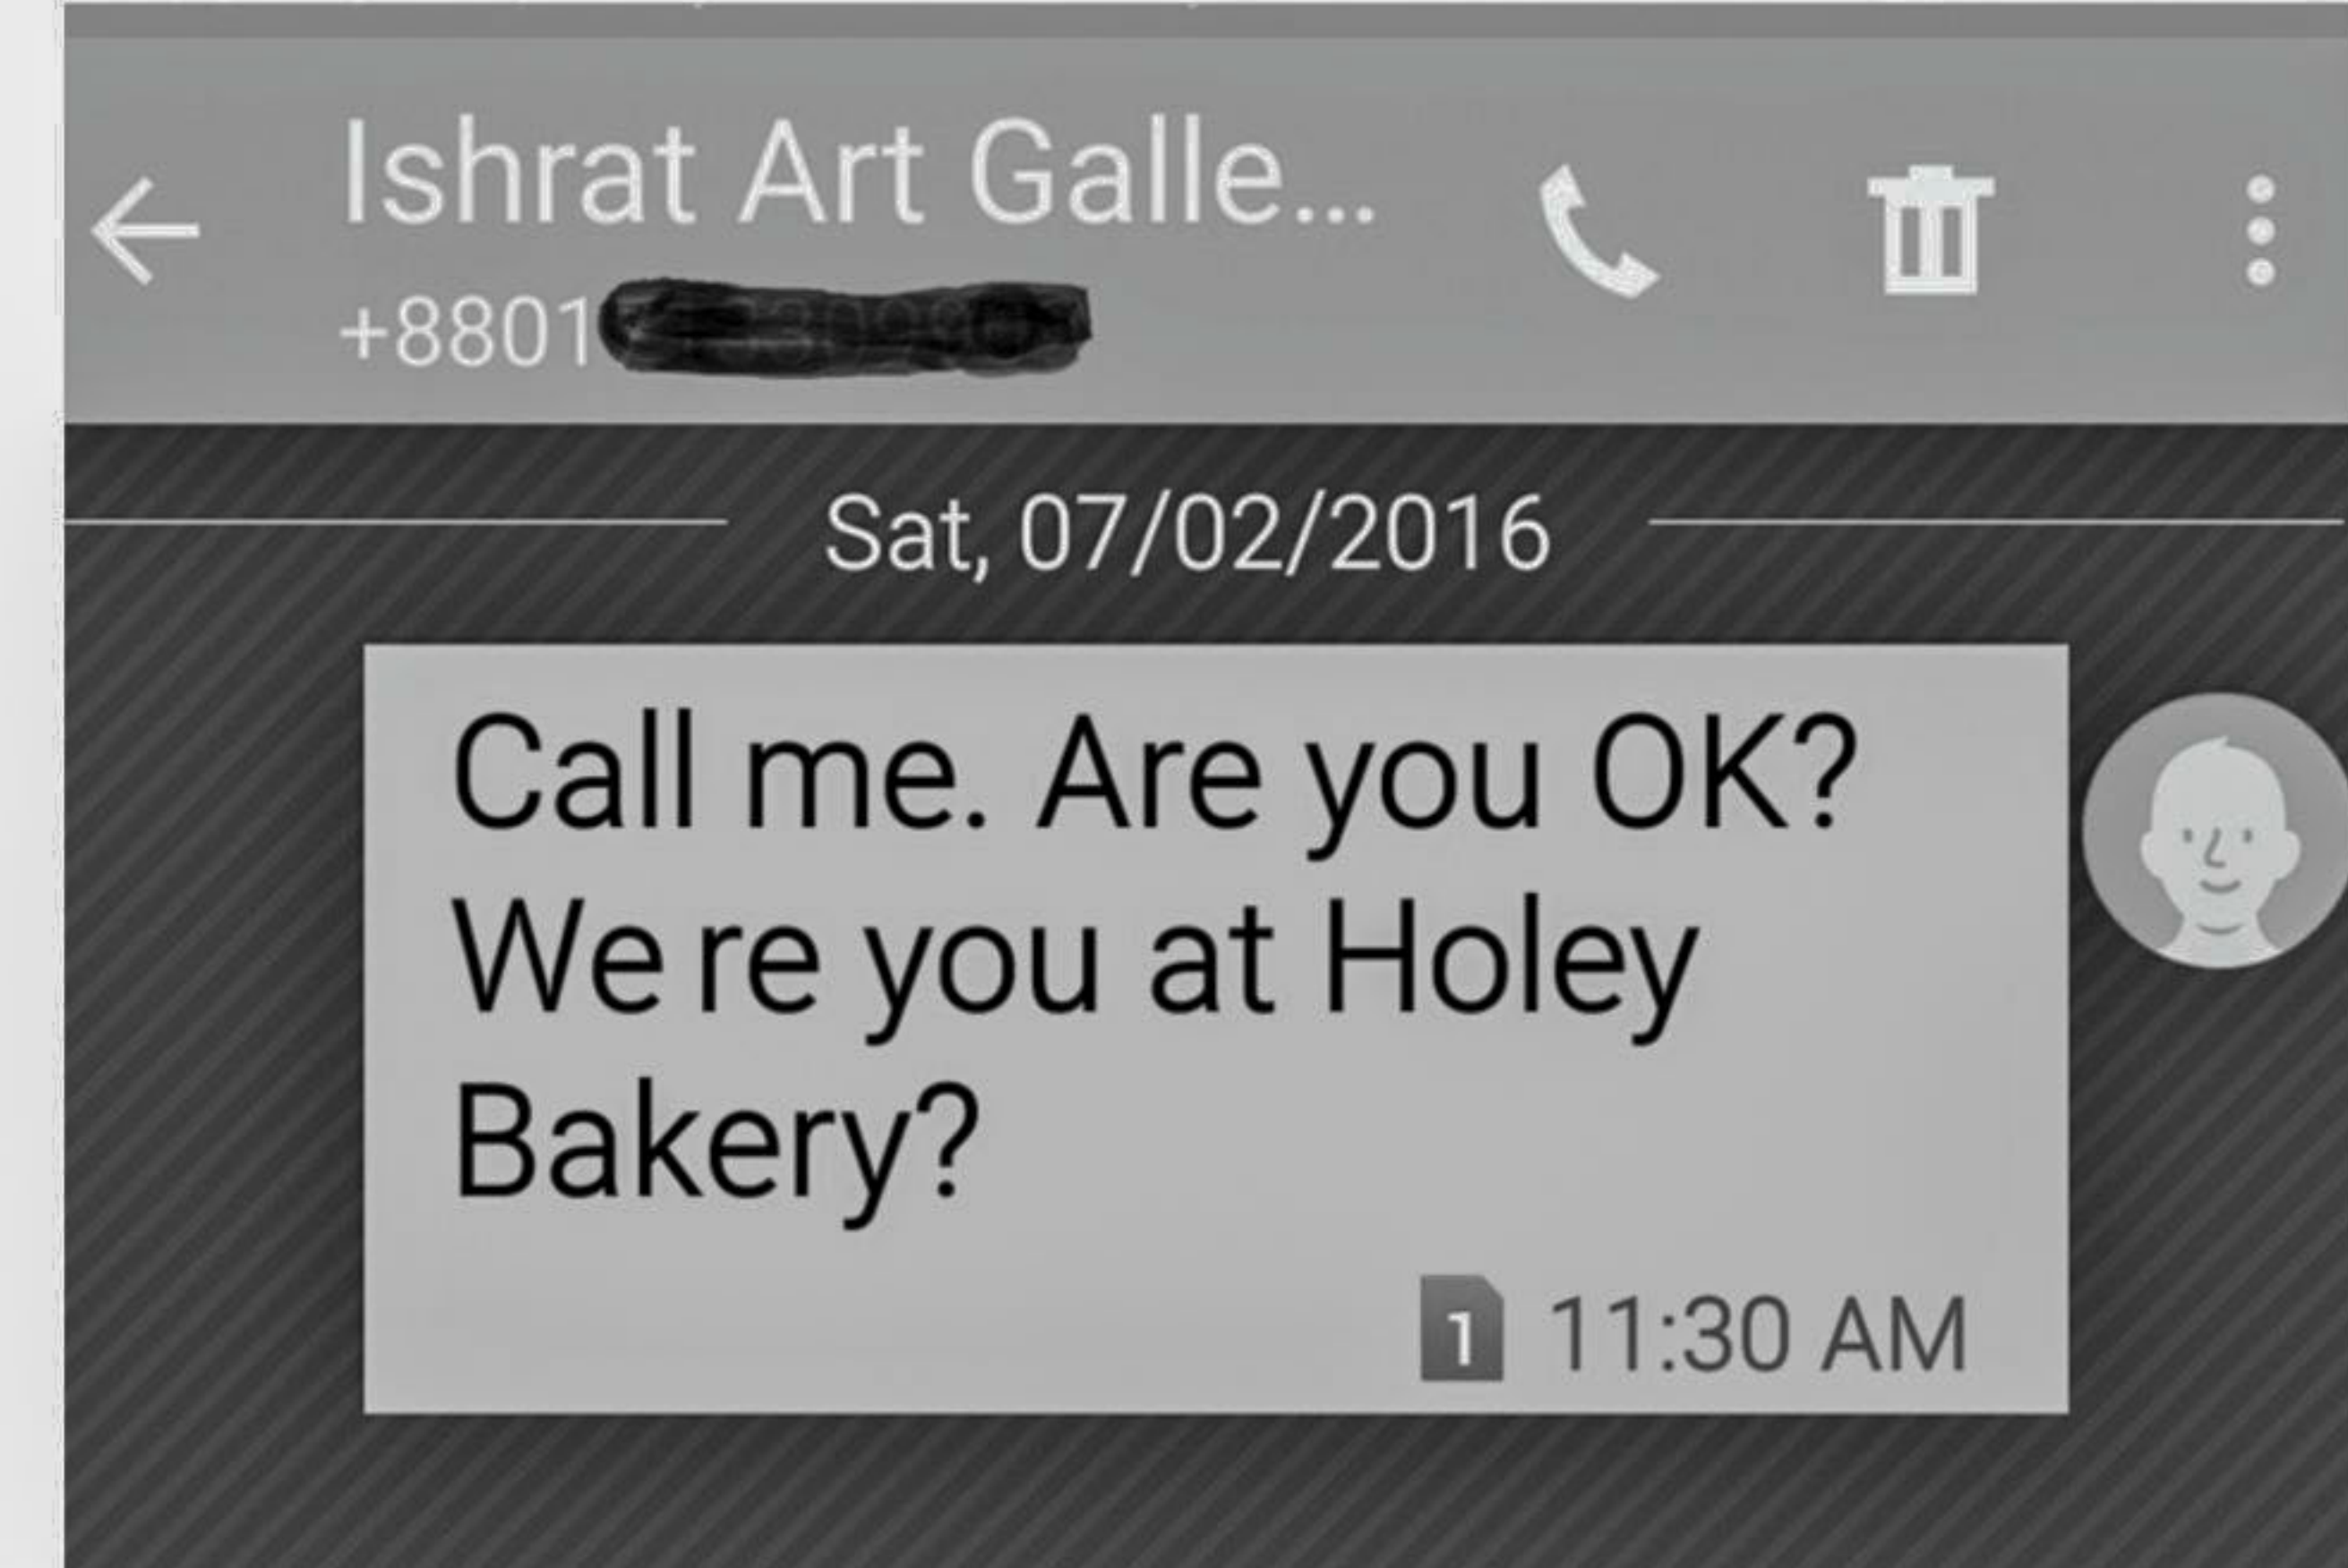 Ishrat Art Galle...
+8801
Sat, 07/02/2016
Call me. Are you OK?
We re you at Holey
Bakery?
1 11:30 AM